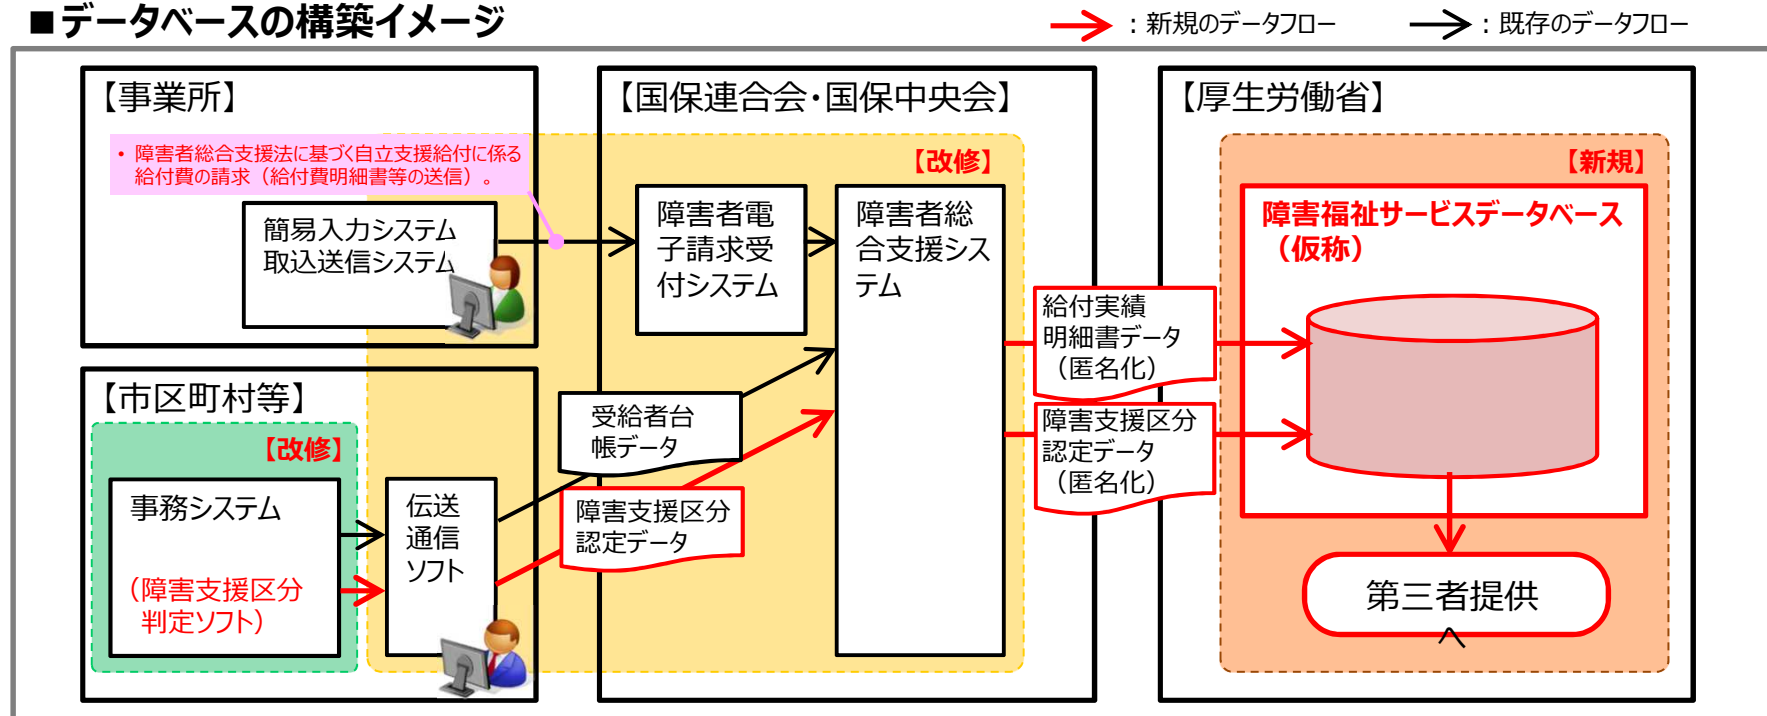 ■データベースの構築イメージ
：新規のデータフロー
：既存のデータフロー
【事業所】
・障害者総合支援法に基づく自立支援給付に係る
給付費の請求（給付費明細書等の送信）。
簡易入力システム
取込送信システム
【国保連合会・国保中央会】
【改修】
障害者電
子請求受
付システム
障害者総
合支援シス
テム
【市区町村等】
【改修】
事務システム
（障害支援区分
判定ソフト）
伝送
通信
ソフト
受給者台
帳データ
障害支援区分
認定データ
給付実績
明細書データ
（匿名化）
障害支援区分
認定データ
（匿名化）
【厚生労働省】
【新規】
障害福祉サービスデータベース
（仮称）
第三者提供
へ